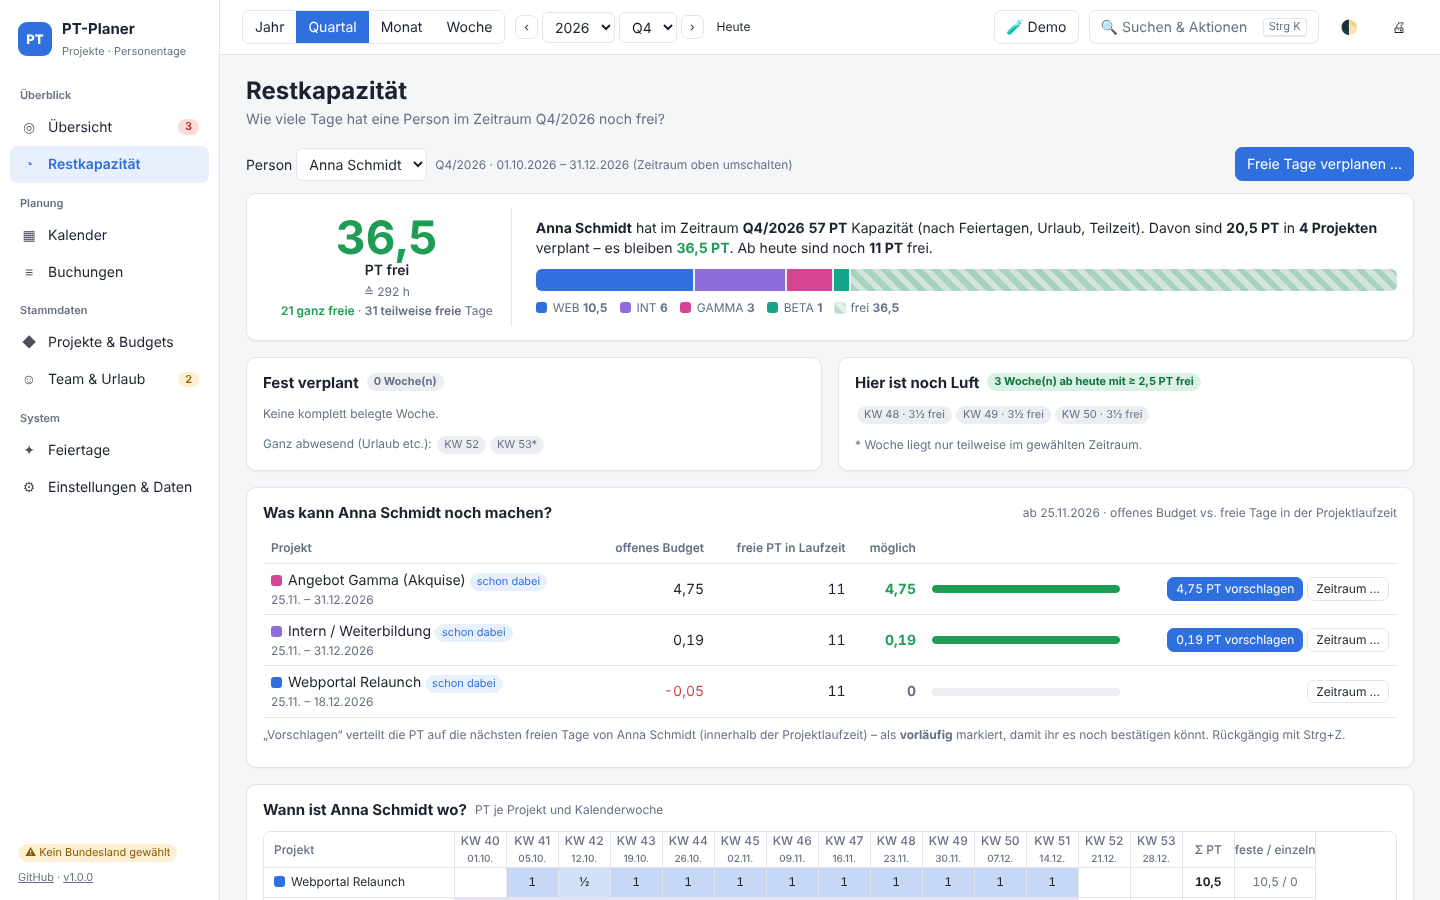 PT
PT-Planer
Projekte · Personentage
Überblick
Übersicht 3
Restkapazität
Planung
Kalender
Buchungen
Stammdaten
Projekte & Budgets
Team & Urlaub 2
System
Feiertage
Einstellungen & Daten
⚠ Kein Bundesland gewählt
GitHub · v1.0.0
Jahr Quartal Monat Woche ‹ 2026 Q4 › Heute Demo Suchen & Aktionen Strg K
Restkapazität
Wie viele Tage hat eine Person im Zeitraum Q4/2026 noch frei?
Person Anna Schmidt Q4/2026 · 01.10.2026 – 31.12.2026 (Zeitraum oben umschalten) Freie Tage verplanen ...
36,5
PT frei
≙ 292 h
21 ganz freie · 31 teilweise freie Tage
Anna Schmidt hat im Zeitraum Q4/2026 57 PT Kapazität (nach Feiertagen, Urlaub, Teilzeit). Davon sind 20,5 PT in 4 Projekten
verplant – es bleiben 36,5 PT. Ab heute sind noch 11 PT frei.
WEB 10,5 INT 6 GAMMA 3 BETA 1 frei 36,5
Fest verplant 0 Woche(n)
Keine komplett belegte Woche.
Ganz abwesend (Urlaub etc.): KW 52 KW 53*
Hier ist noch Luft 3 Woche(n) ab heute mit ≥ 2,5 PT frei
KW 48 · 3½ frei KW 49 · 3½ frei KW 50 · 3½ frei
* Woche liegt nur teilweise im gewählten Zeitraum.
Was kann Anna Schmidt noch machen? ab 25.11.2026 · offenes Budget vs. freie Tage in der Projektlaufzeit
Projekt offenes Budget freie PT in Laufzeit möglich
Angebot Gamma (Akquise) schon dabei 4,75 11 4,75 4,75 PT vorschlagen Zeitraum ...
25.11. – 31.12.2026
Intern / Weiterbildung schon dabei 0,19 11 0,19 0,19 PT vorschlagen Zeitraum ...
25.11. – 31.12.2026
Webportal Relaunch schon dabei -0,05 11 0 Zeitraum ...
25.11. – 18.12.2026
„Vorschlagen“ verteilt die PT auf die nächsten freien Tage von Anna Schmidt (innerhalb der Projektlaufzeit) – als vorläufig markiert, damit ihr es noch bestätigen könnt. Rückgängig mit Strg+Z.
Wann ist Anna Schmidt wo? PT je Projekt und Kalenderwoche
Projekt KW 40 KW 41 KW 42 KW 43 KW 44 KW 45 KW 46 KW 47 KW 48 KW 49 KW 50 KW 51 KW 52 KW 53 Σ PT feste / einzeln
01.10. 05.10. 12.10. 19.10. 26.10. 02.11. 09.11. 16.11. 23.11. 30.11. 07.12. 14.12. 21.12. 28.12.
Webportal Relaunch 1 ½ 1 1 1 1 1 1 1 1 1 10,5 10,5 / 0